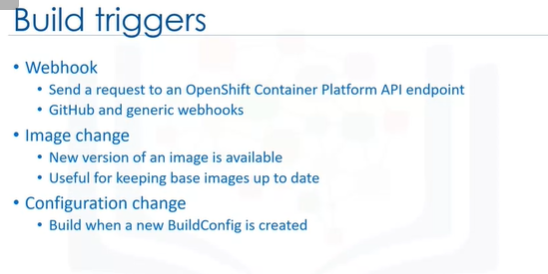 Build triggers
• Webhook
• Send a request to an OpenShift Container Platform API endpoint
• GitHub and generic webhooks
• Image change
• New version of an image is available
• Useful for keeping base images up to date
• Configuration change
• Build when a new BuildConfig is created